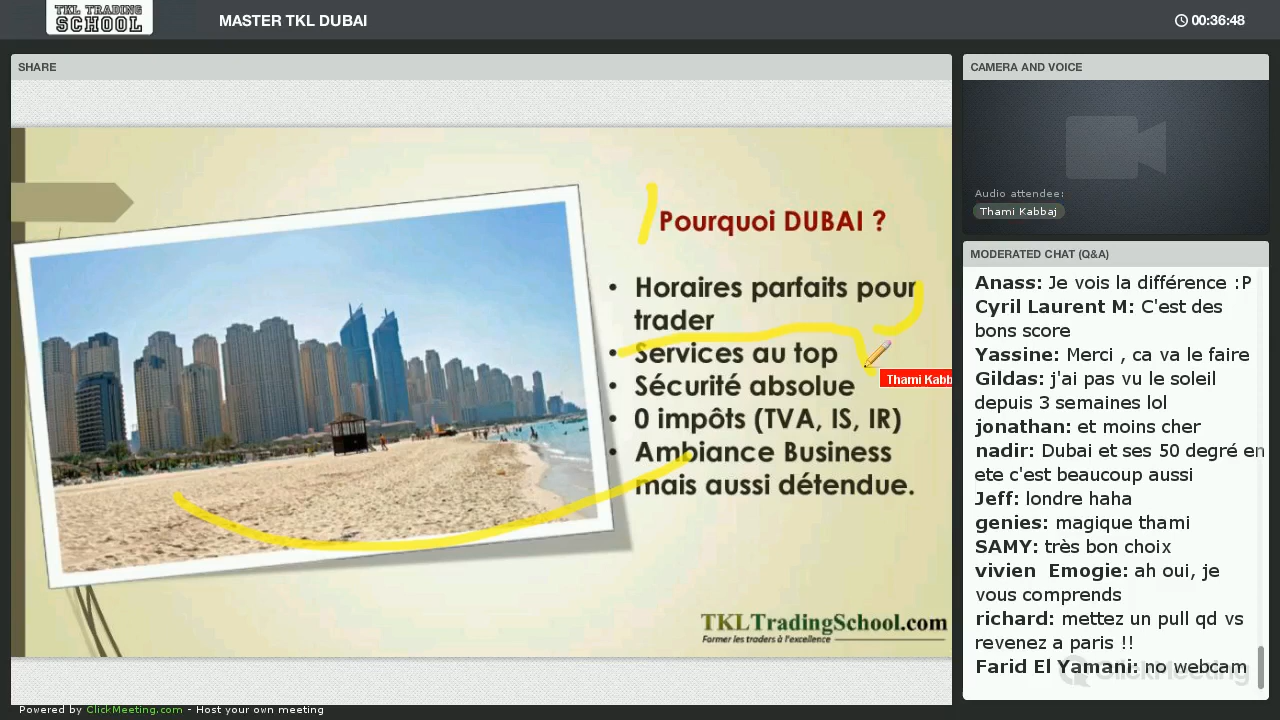 TKL TRADING
SCHOOL
MASTER TKL DUBAI
00:36:48
SHARE
Pourquoi DUBAI ?
• Horaires parfaits pour
trader
• Services au top
• Sécurité absolue
• 0 impôts (TVA, IS, IR)
• Ambiance Business
mais aussi détendue.
Thami Kabb
TKLTradingSchool.com
Former les traders à l'excellence
CAMERA AND VOICE
Audio attendee:
Thami Kabbaj
MODERATED CHAT (Q&A)
Anass: Je vois la différence :P
Cyril Laurent M: C'est des
bons score
Yassine: Merci , ca va le faire
Gildas: j'ai pas vu le soleil
depuis 3 semaines lol
jonathan: et moins cher
nadir: Dubai et ses 50 degré en
ete c'est beaucoup aussi
Jeff: londre haha
genies: magique thami
SAMY: très bon choix
vivien Emogie: ah oui, je
vous comprends
richard: mettez un pull qd vs
revenez a paris !!
Farid El Yamani: no webcam
ClickMeeting
Powered by ClickMeeting.com - Host your own meeting